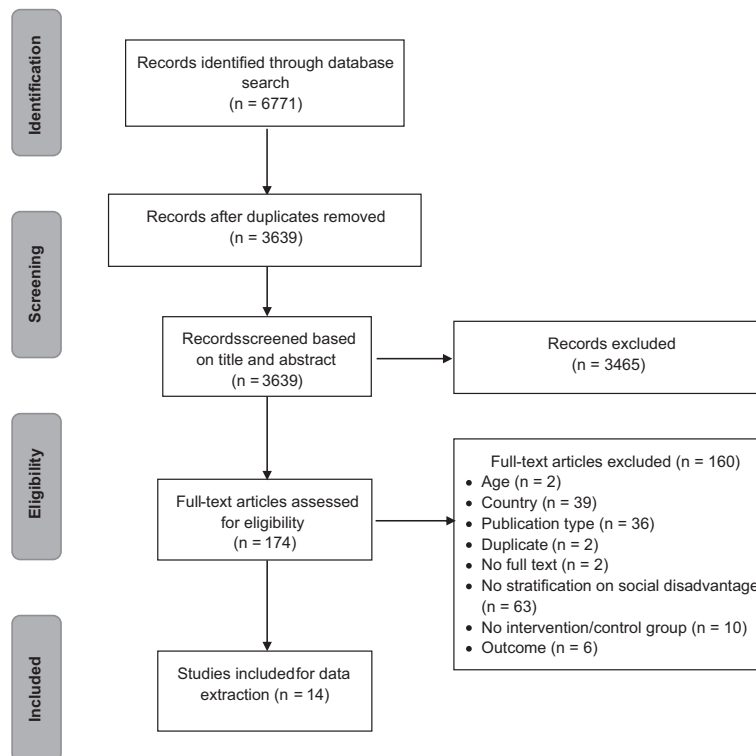 Identification
Records identified through database
search
(n = 6771)
Records after duplicates removed
(n = 3639)
Screening
Recordsscreened based
on title and abstract
(n = 3639)
Records excluded
(n = 3465)
Eligibility
Full-text articles assessed
for eligibility
(n = 174)
Full-text articles excluded (n = 160)
• Age (n = 2)
• Country (n = 39)
• Publication type (n = 36)
• Duplicate (n = 2)
• No full text (n = 2)
• No stratification on social disadvantage
(n = 63)
• No intervention/control group (n = 10)
• Outcome (n = 6)
Included
Studies includedfor data
extraction (n = 14)